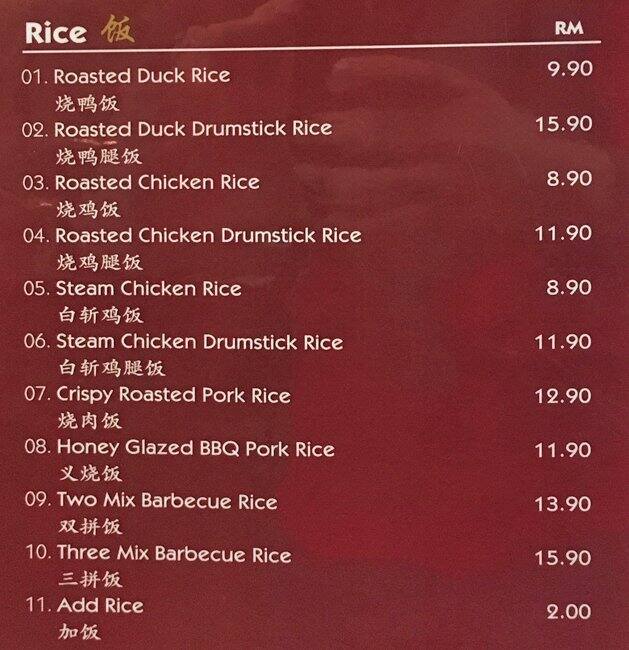 Rice 饭 RM
01. Roasted Duck Rice 9.90
烧鸭饭
02. Roasted Duck Drumstick Rice 15.90
烧鸭腿饭
03. Roasted Chicken Rice 8.90
烧鸡饭
04. Roasted Chicken Drumstick Rice 11.90
烧鸡腿饭
05. Steam Chicken Rice 8.90
白斩鸡饭
06. Steam Chicken Drumstick Rice 11.90
白斩鸡腿饭
07. Crispy Roasted Pork Rice 12.90
烧肉饭
08. Honey Glazed BBQ Pork Rice 11.90
义烧饭
09. Two Mix Barbecue Rice 13.90
双拼饭
10. Three Mix Barbecue Rice 15.90
三拼饭
11. Add Rice 2.00
加饭